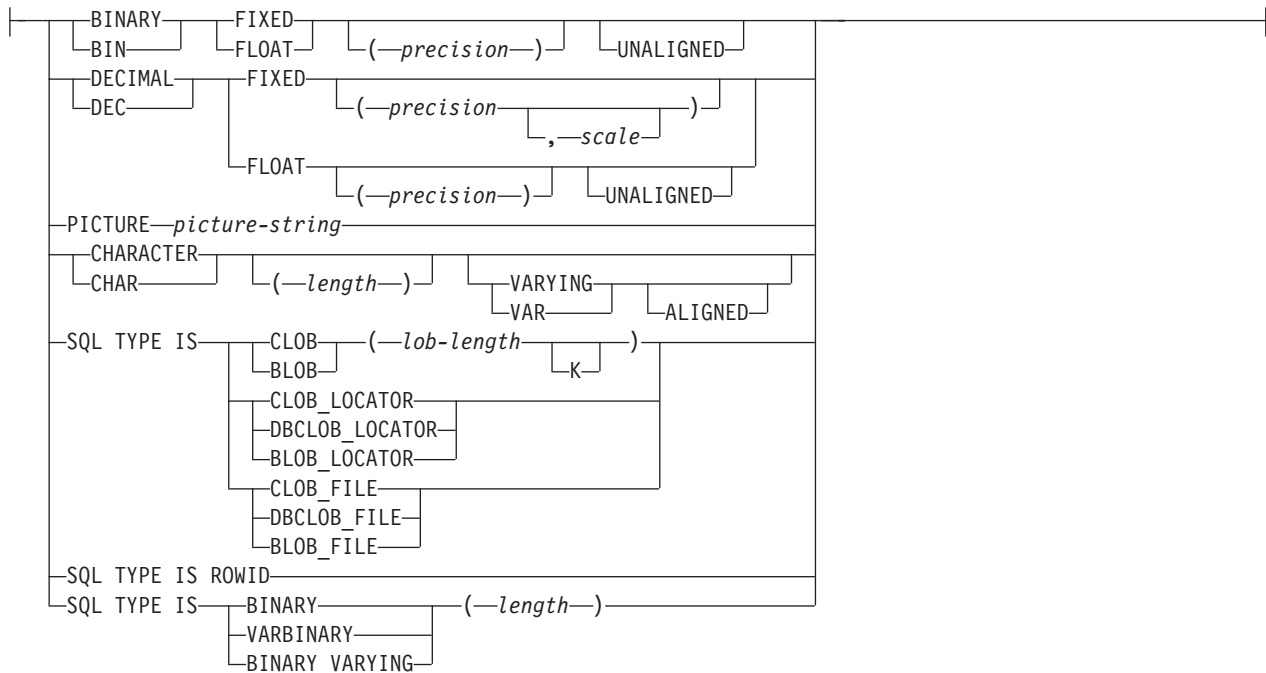 BINARY FIXED
BIN FLOAT ( precision ) UNALIGNED
DECIMAL FIXED
DEC ( precision )
, scale
FLOAT
( precision ) UNALIGNED
PICTURE picture-string
CHARACTER
CHAR ( length ) VARYING
VAR ALIGNED
SQL TYPE IS CLOB ( lob-length )
BLOB K
CLOB_LOCATOR
DBCLOB_LOCATOR
BLOB_LOCATOR
CLOB_FILE
DBCLOB_FILE
BLOB_FILE
SQL TYPE IS ROWID
SQL TYPE IS BINARY ( length )
VARBINARY
BINARY VARYING